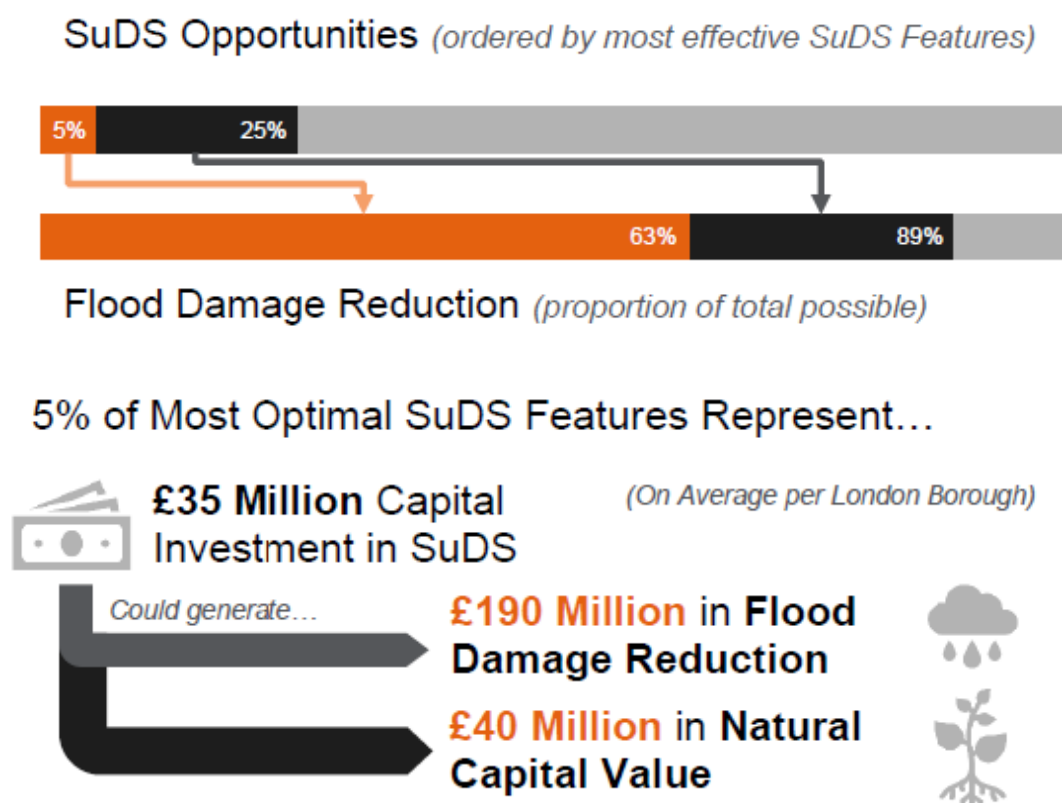 SuDS Opportunities (ordered by most effective SuDS Features)
5% 25%
63% 89%
Flood Damage Reduction (proportion of total possible)
5% of Most Optimal SuDS Features Represent…
£35 Million Capital
Investment in SuDS
(On Average per London Borough)
Could generate…
£190 Million in Flood
Damage Reduction
£40 Million in Natural
Capital Value